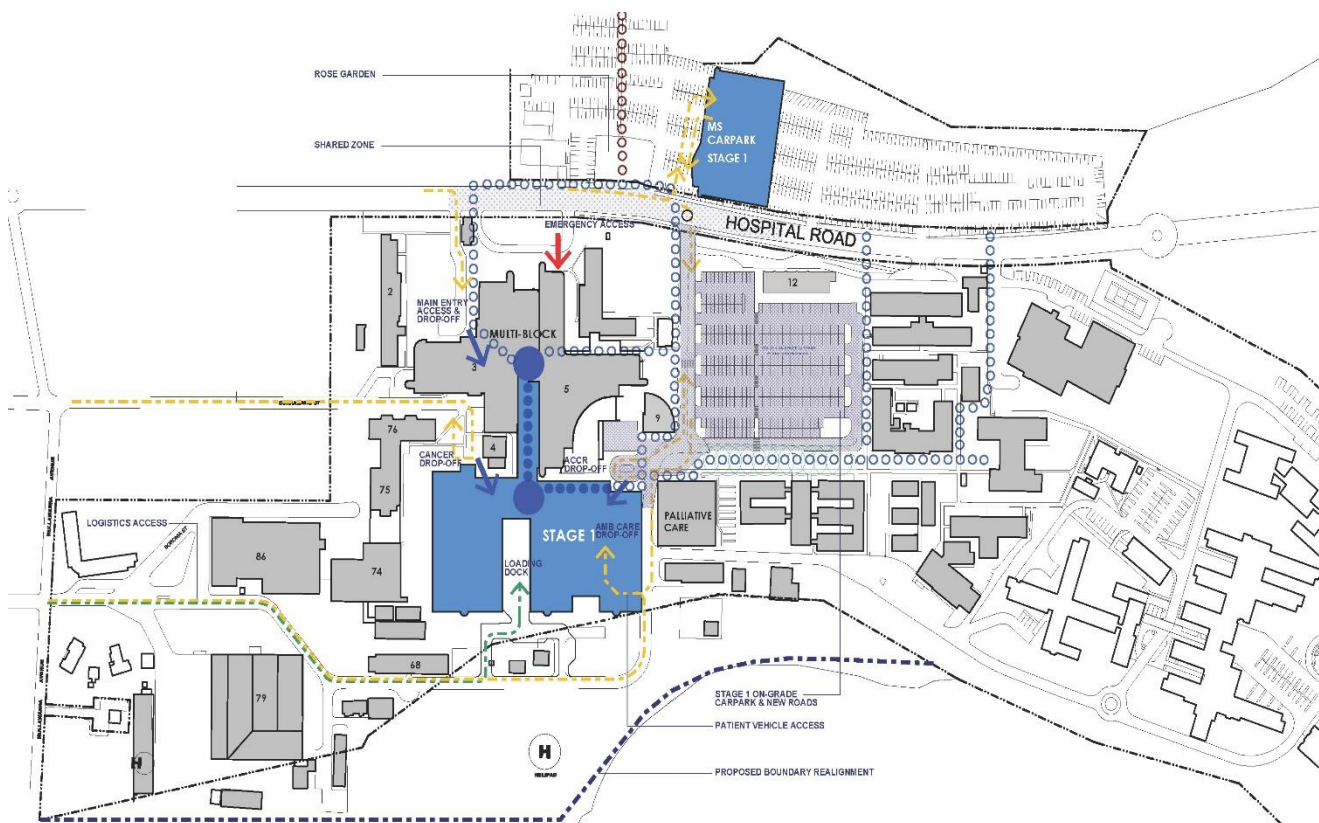 ROSE GARDEN
MS
CARPARK
STAGE 1
SHARED ZONE
EMERGENCY ACCESS
HOSPITAL ROAD
2
12
MAIN ENTRY
ACCESS &
DROP-OFF
MULTI-BLOCK
3
5
9
76
4
CANCER
DROP-OFF
ACCR
DROP-OFF
75
LOGISTICS ACCESS
PALLIATIVE
CARE
STAGE 1
AMB CARE
DROP-OFF
86
74
LOADING
DOCK
68
79
STAGE 1 ON-GRADE
CARPARK & NEW ROADS
PATIENT VEHICLE ACCESS
H
HELIPAD
H
PROPOSED BOUNDARY REALIGNMENT